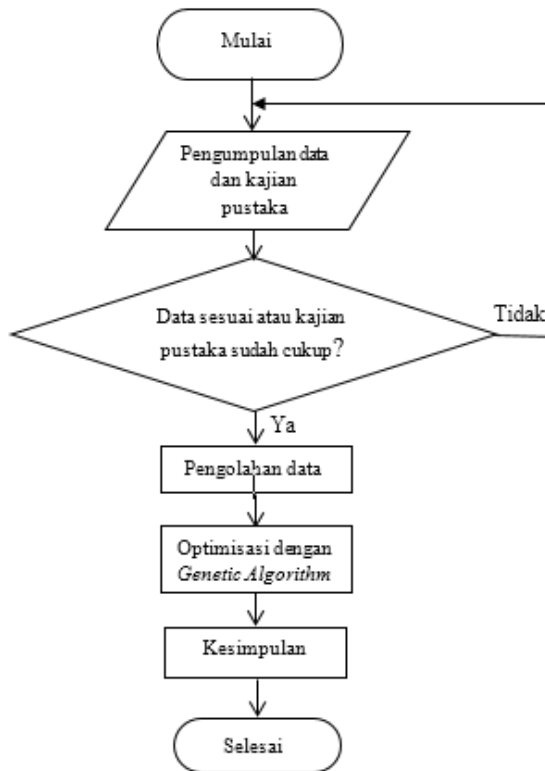 Mulai
Pengumpulan data
dan kajian
pustaka
Data sesuai atau kajian
pustaka sudah cukup?
Tidak
Ya
Pengolahan data
Optimisasi dengan
Genetic Algorithm
Kesimpulan
Selesai